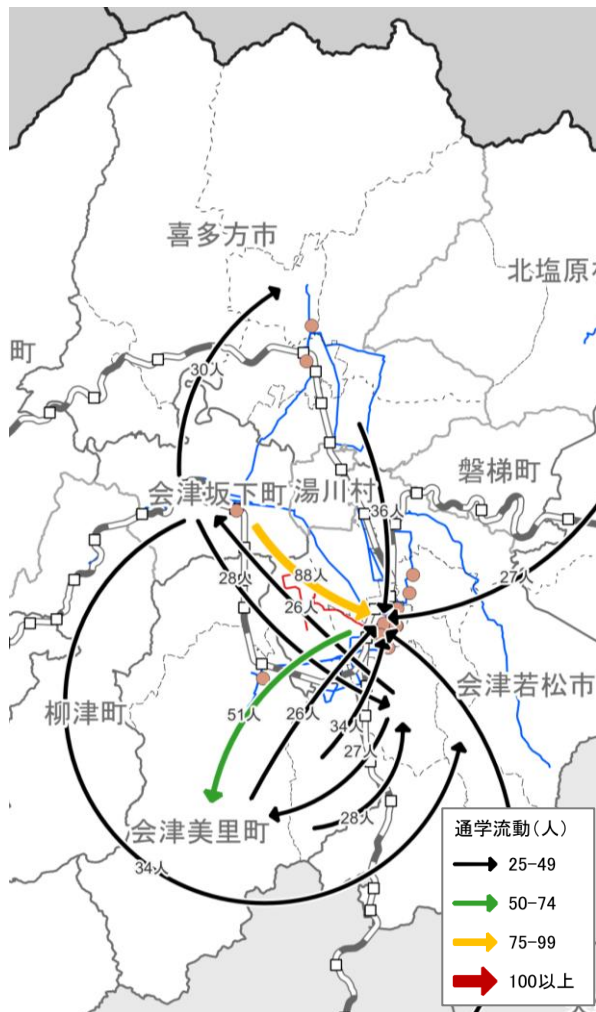 喜多方市
北塩原
町
30人
磐梯町
会津坂下町
湯川村
36人
28人
88人
27人
26人
会津若松市
柳津町
51人
26人
34人
27人
会津美里町
28人
34人
通学流動(人)
25-49
50-74
75-99
100以上